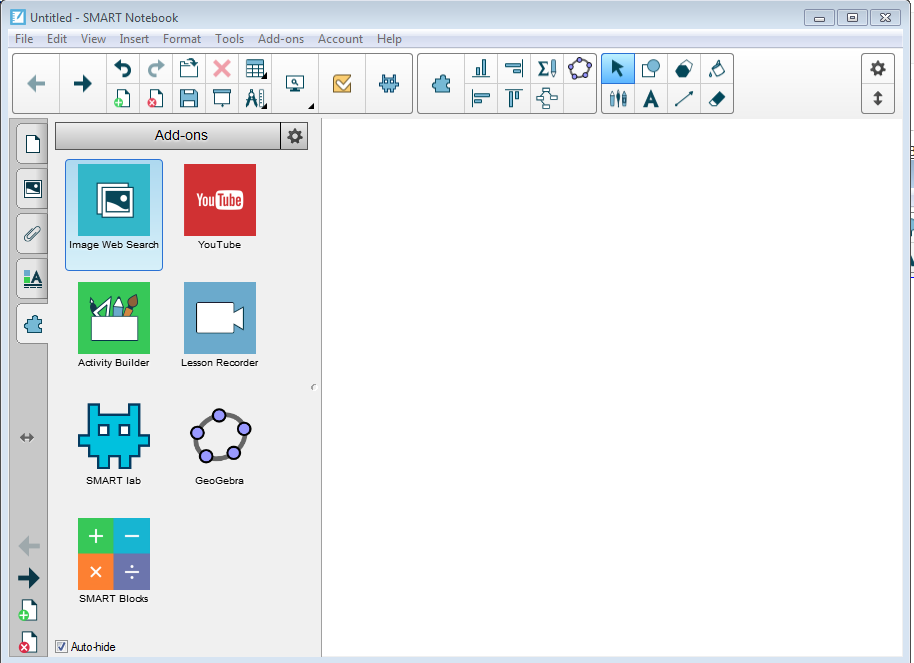 Untitled - SMART Notebook
File Edit View Insert Format Tools Add-ons Account Help
Add-ons
YouTube
Image Web Search YouTube
Activity Builder Lesson Recorder
SMART lab GeoGebra
SMART Blocks
Auto-hide